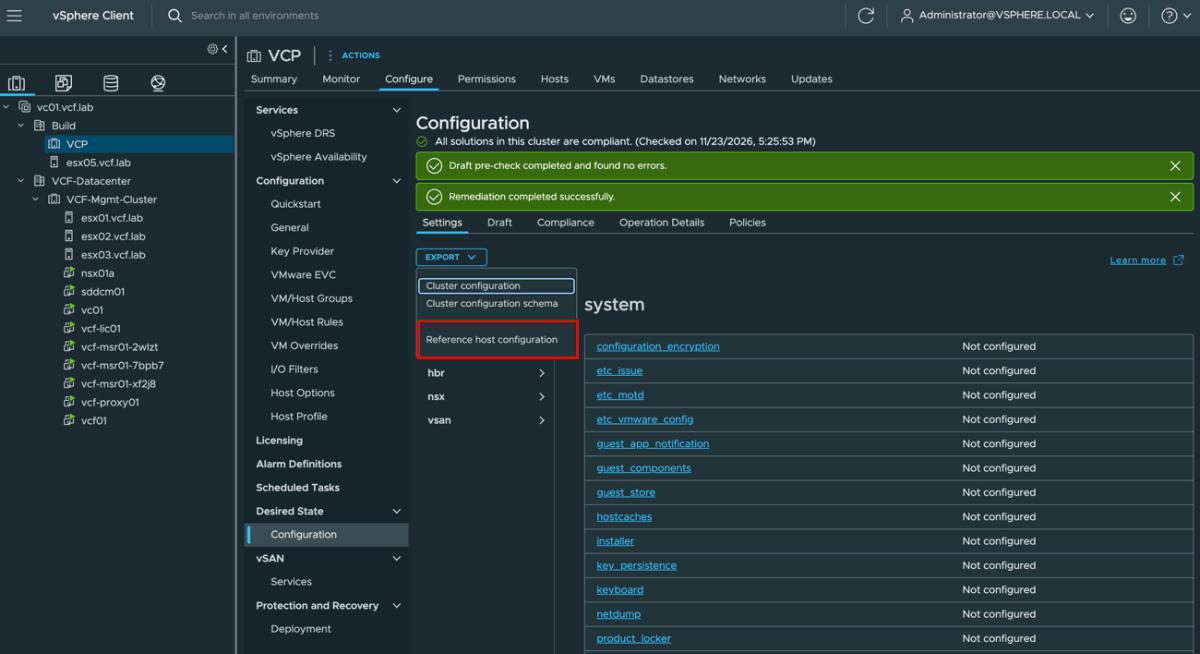 vSphere Client
Search in all environments
Administrator@VSPHERE.LOCAL
vc01.vcf.lab
Build
VCP
esx05.vcf.lab
VCF-Datacenter
VCF-Mgmt-Cluster
esx01.vcf.lab
esx02.vcf.lab
esx03.vcf.lab
nsx01a
sddcm01
vc01
vcf-lic01
vcf-msr01-2wlzt
vcf-msr01-7bpb7
vcf-msr01-xf2j8
vcf-proxy01
vcf01
VCP
ACTIONS
Summary Monitor Configure Permissions Hosts VMs Datastores Networks Updates
Services
vSphere DRS
vSphere Availability
Configuration
Quickstart
General
Key Provider
VMware EVC
VM/Host Groups
VM/Host Rules
VM Overrides
I/O Filters
Host Options
Host Profile
Licensing
Alarm Definitions
Scheduled Tasks
Desired State
Configuration
vSAN
Services
Protection and Recovery
Deployment
Configuration
All solutions in this cluster are compliant. (Checked on 11/23/2026, 5:25:53 PM)
Draft pre-check completed and found no errors.
Remediation completed successfully.
Settings Draft Compliance Operation Details Policies
EXPORT
Learn more
Cluster configuration
Cluster configuration schema
Reference host configuration
hbr
nsx
vsan
system
configuration_encryption Not configured
etc_issue Not configured
etc_motd Not configured
etc_vmware_config Not configured
guest_app_notification Not configured
guest_components Not configured
guest_store Not configured
hostcaches Not configured
installer Not configured
key_persistence Not configured
keyboard Not configured
netdump Not configured
product_locker Not configured